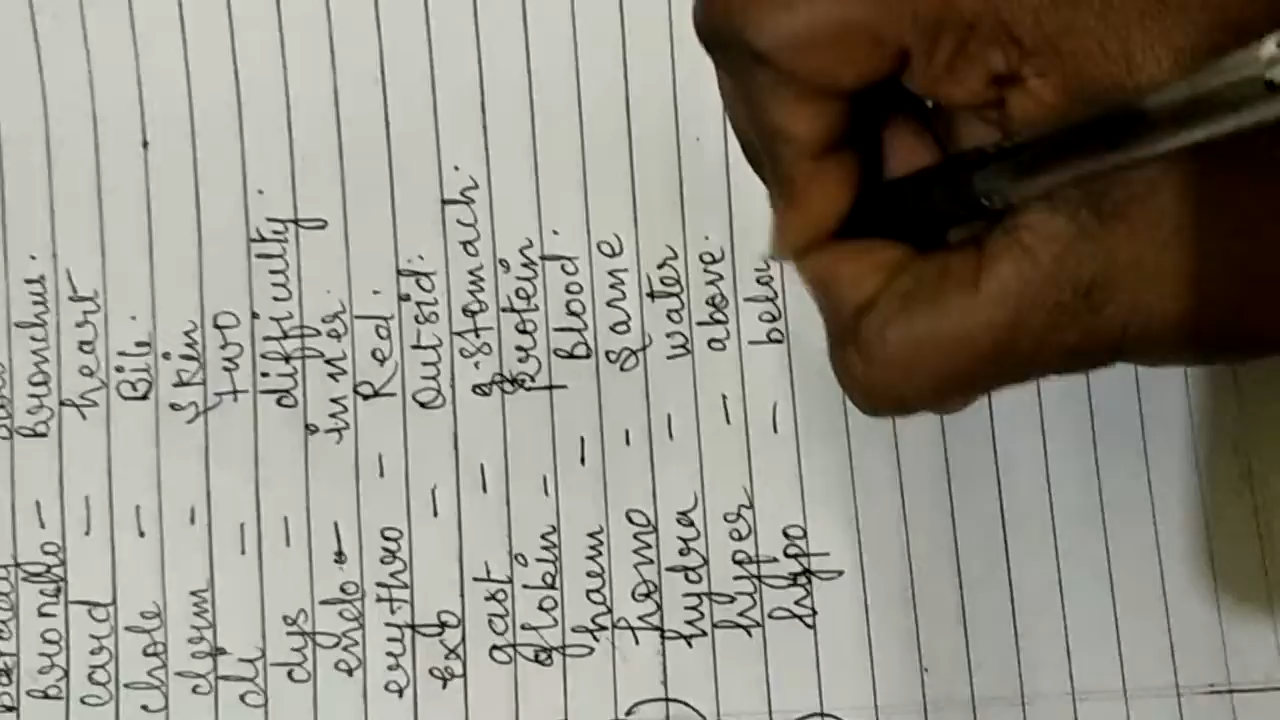 broncho - bronchus.
card - heart
chole - Bile.
derm - skin
di - two
dys - difficulty.
endo - inner.
erythro - Red.
exo - outsid.
gast - g.stomach.
globin - protein
haem - Blood.
homo - Same
hydra - water
hyper - above.
hypo - below